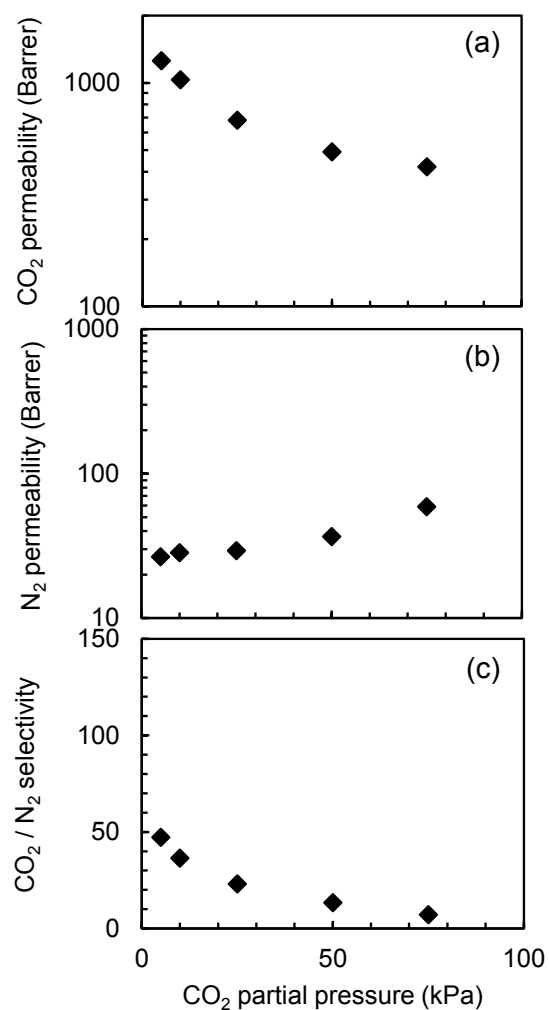 (a)
CO₂ permeability (Barrer)
1000
100
(b)
N₂ permeability (Barrer)
1000
100
10
(c)
CO₂ / N₂ selectivity
150
100
50
0
0 50 100
CO₂ partial pressure (kPa)